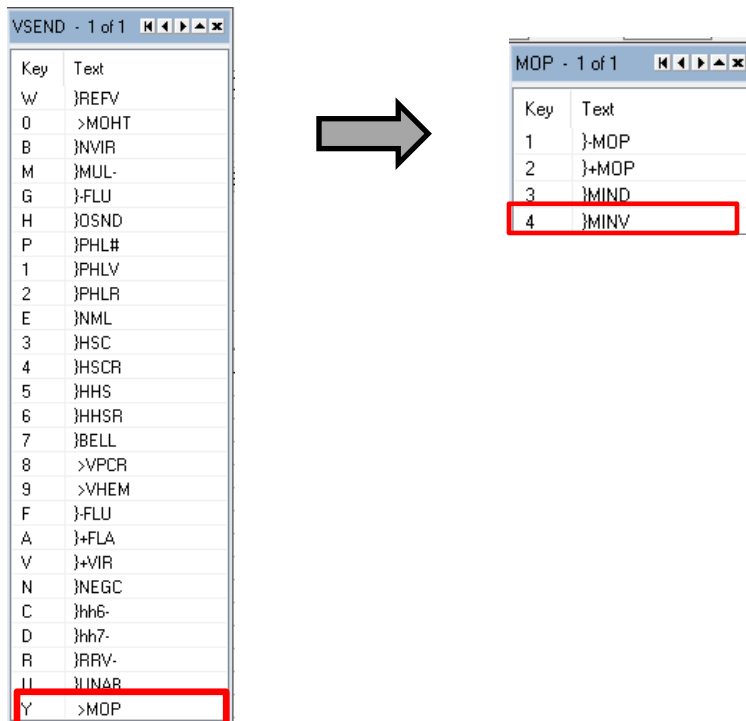 VSEND - 1 of 1
Key Text
W }REFV
0 >MOHT
B }NVIR
M }MUL-
G }-FLU
H }OSND
P }PHL#
1 }PHLV
2 }PHLR
E }NML
3 }HSC
4 }HSCR
5 }HHS
6 }HHSR
7 }BELL
8 >VPCR
9 >VHEM
F }-FLU
A }+FLA
V }+VIR
N }NEGC
C }hh6-
D }hh7-
R }RRV-
U }UNAB
Y >MOP
MOP - 1 of 1
Key Text
1 }-MOP
2 }+MOP
3 }MIND
4 }MINV